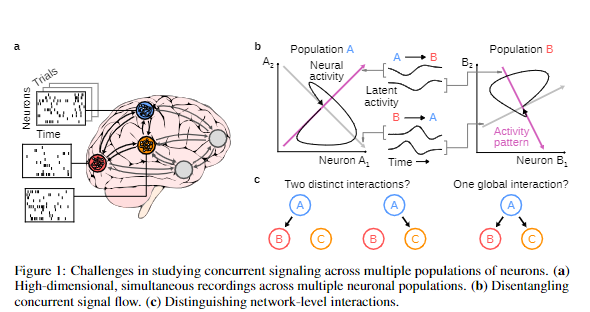 a
Trials
Neurons
Time
b
Population A
A2
Neural
activity
Neuron A1
A → B
Latent
activity
B → A
Time →
Population B
B2
Activity
pattern
Neuron B1
c
Two distinct interactions?
One global interaction?
A
A
A
B
C
B
C
B
C
Figure 1: Challenges in studying concurrent signaling across multiple populations of neurons. (a)
High-dimensional, simultaneous recordings across multiple neuronal populations. (b) Disentangling
concurrent signal flow. (c) Distinguishing network-level interactions.